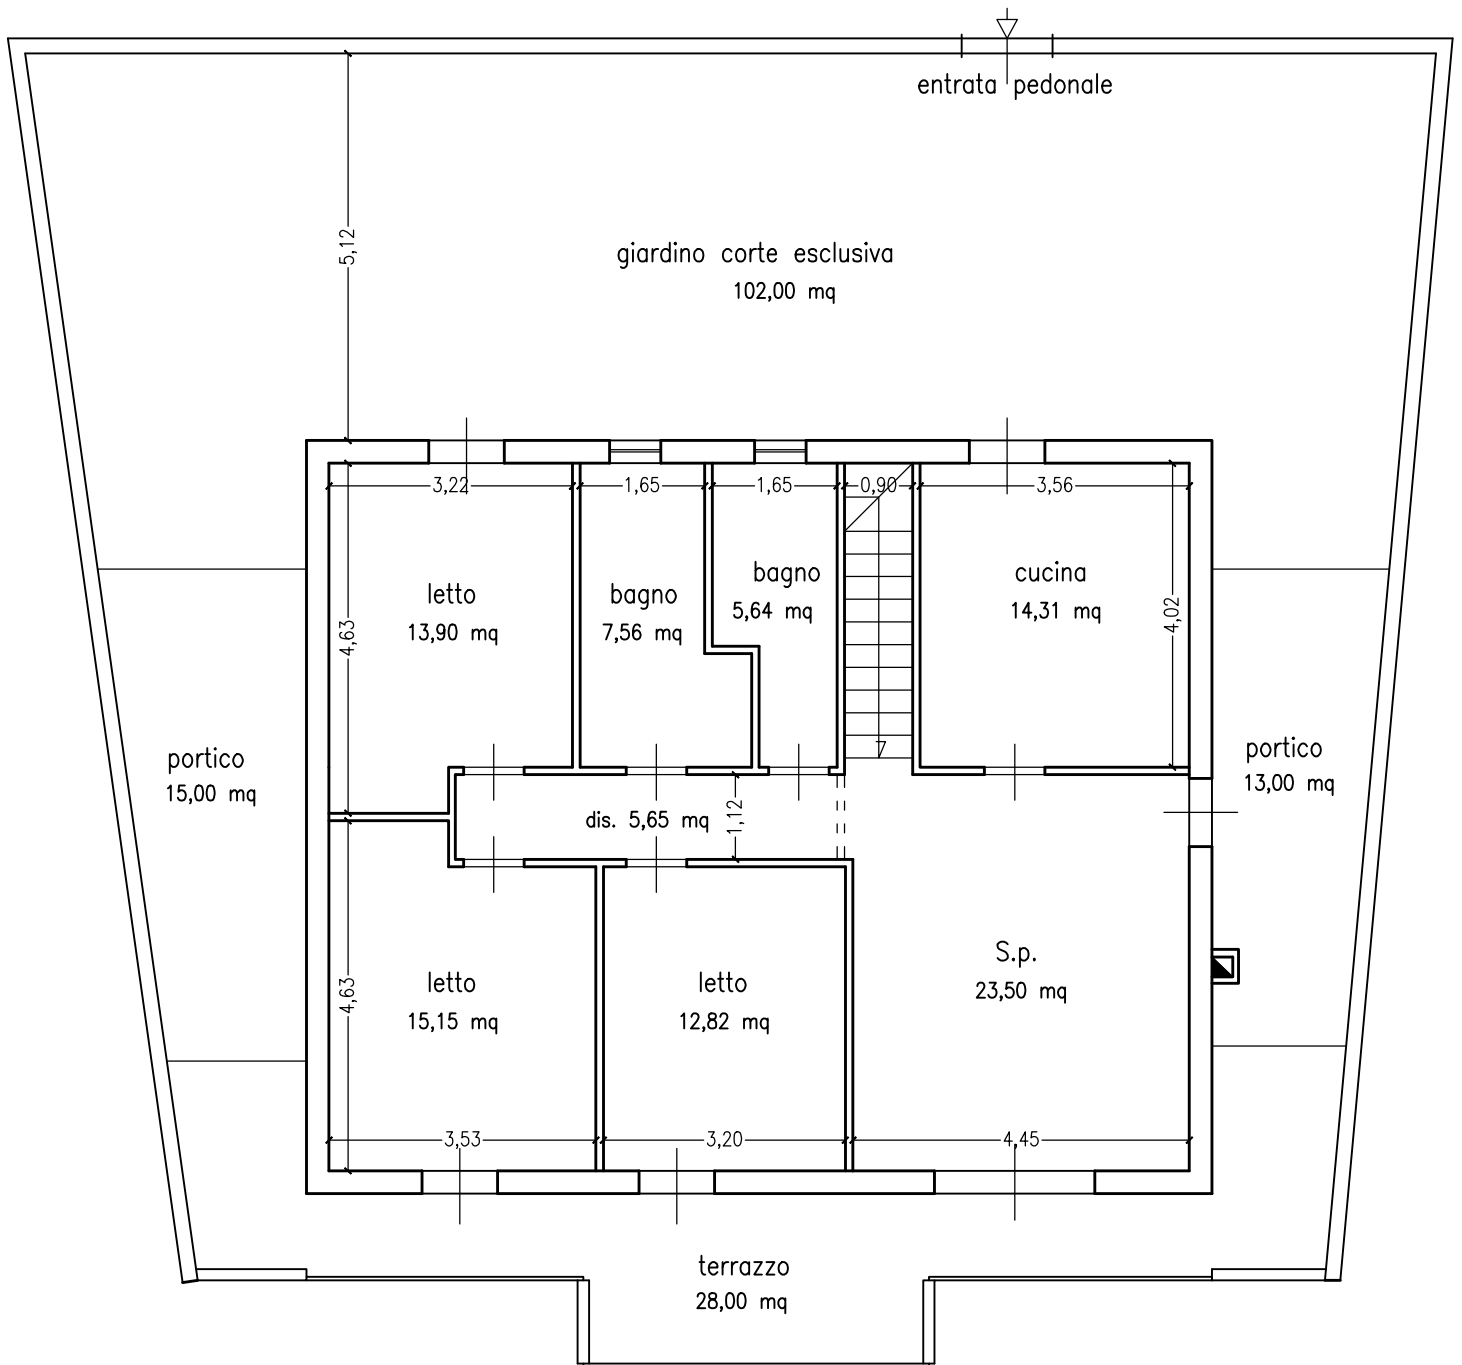 entrata pedonale
5,12
giardino corte esclusiva
102,00 mq
3,22
1,65
1,65
0,90
3,56
letto
13,90 mq
4,63
bagno
7,56 mq
bagno
5,64 mq
cucina
14,31 mq
4,02
portico
15,00 mq
portico
13,00 mq
dis. 5,65 mq
1,12
letto
15,15 mq
4,63
letto
12,82 mq
S.p.
23,50 mq
3,53
3,20
4,45
terrazzo
28,00 mq